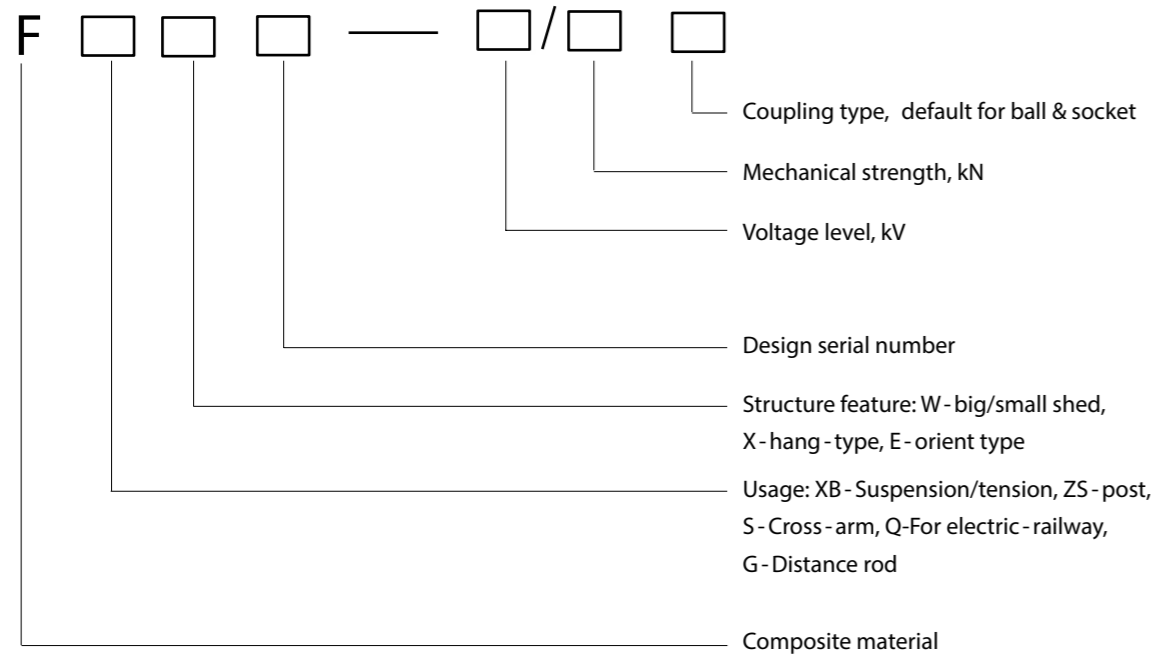 F □ □ □ — □/□ □
Coupling type, default for ball & socket
Mechanical strength, kN
Voltage level, kV
Design serial number
Structure feature: W-big/small shed,
X-hang-type, E-orient type
Usage: XB-Suspension/tension, ZS-post,
S-Cross-arm, Q-For electric-railway,
G-Distance rod
Composite material